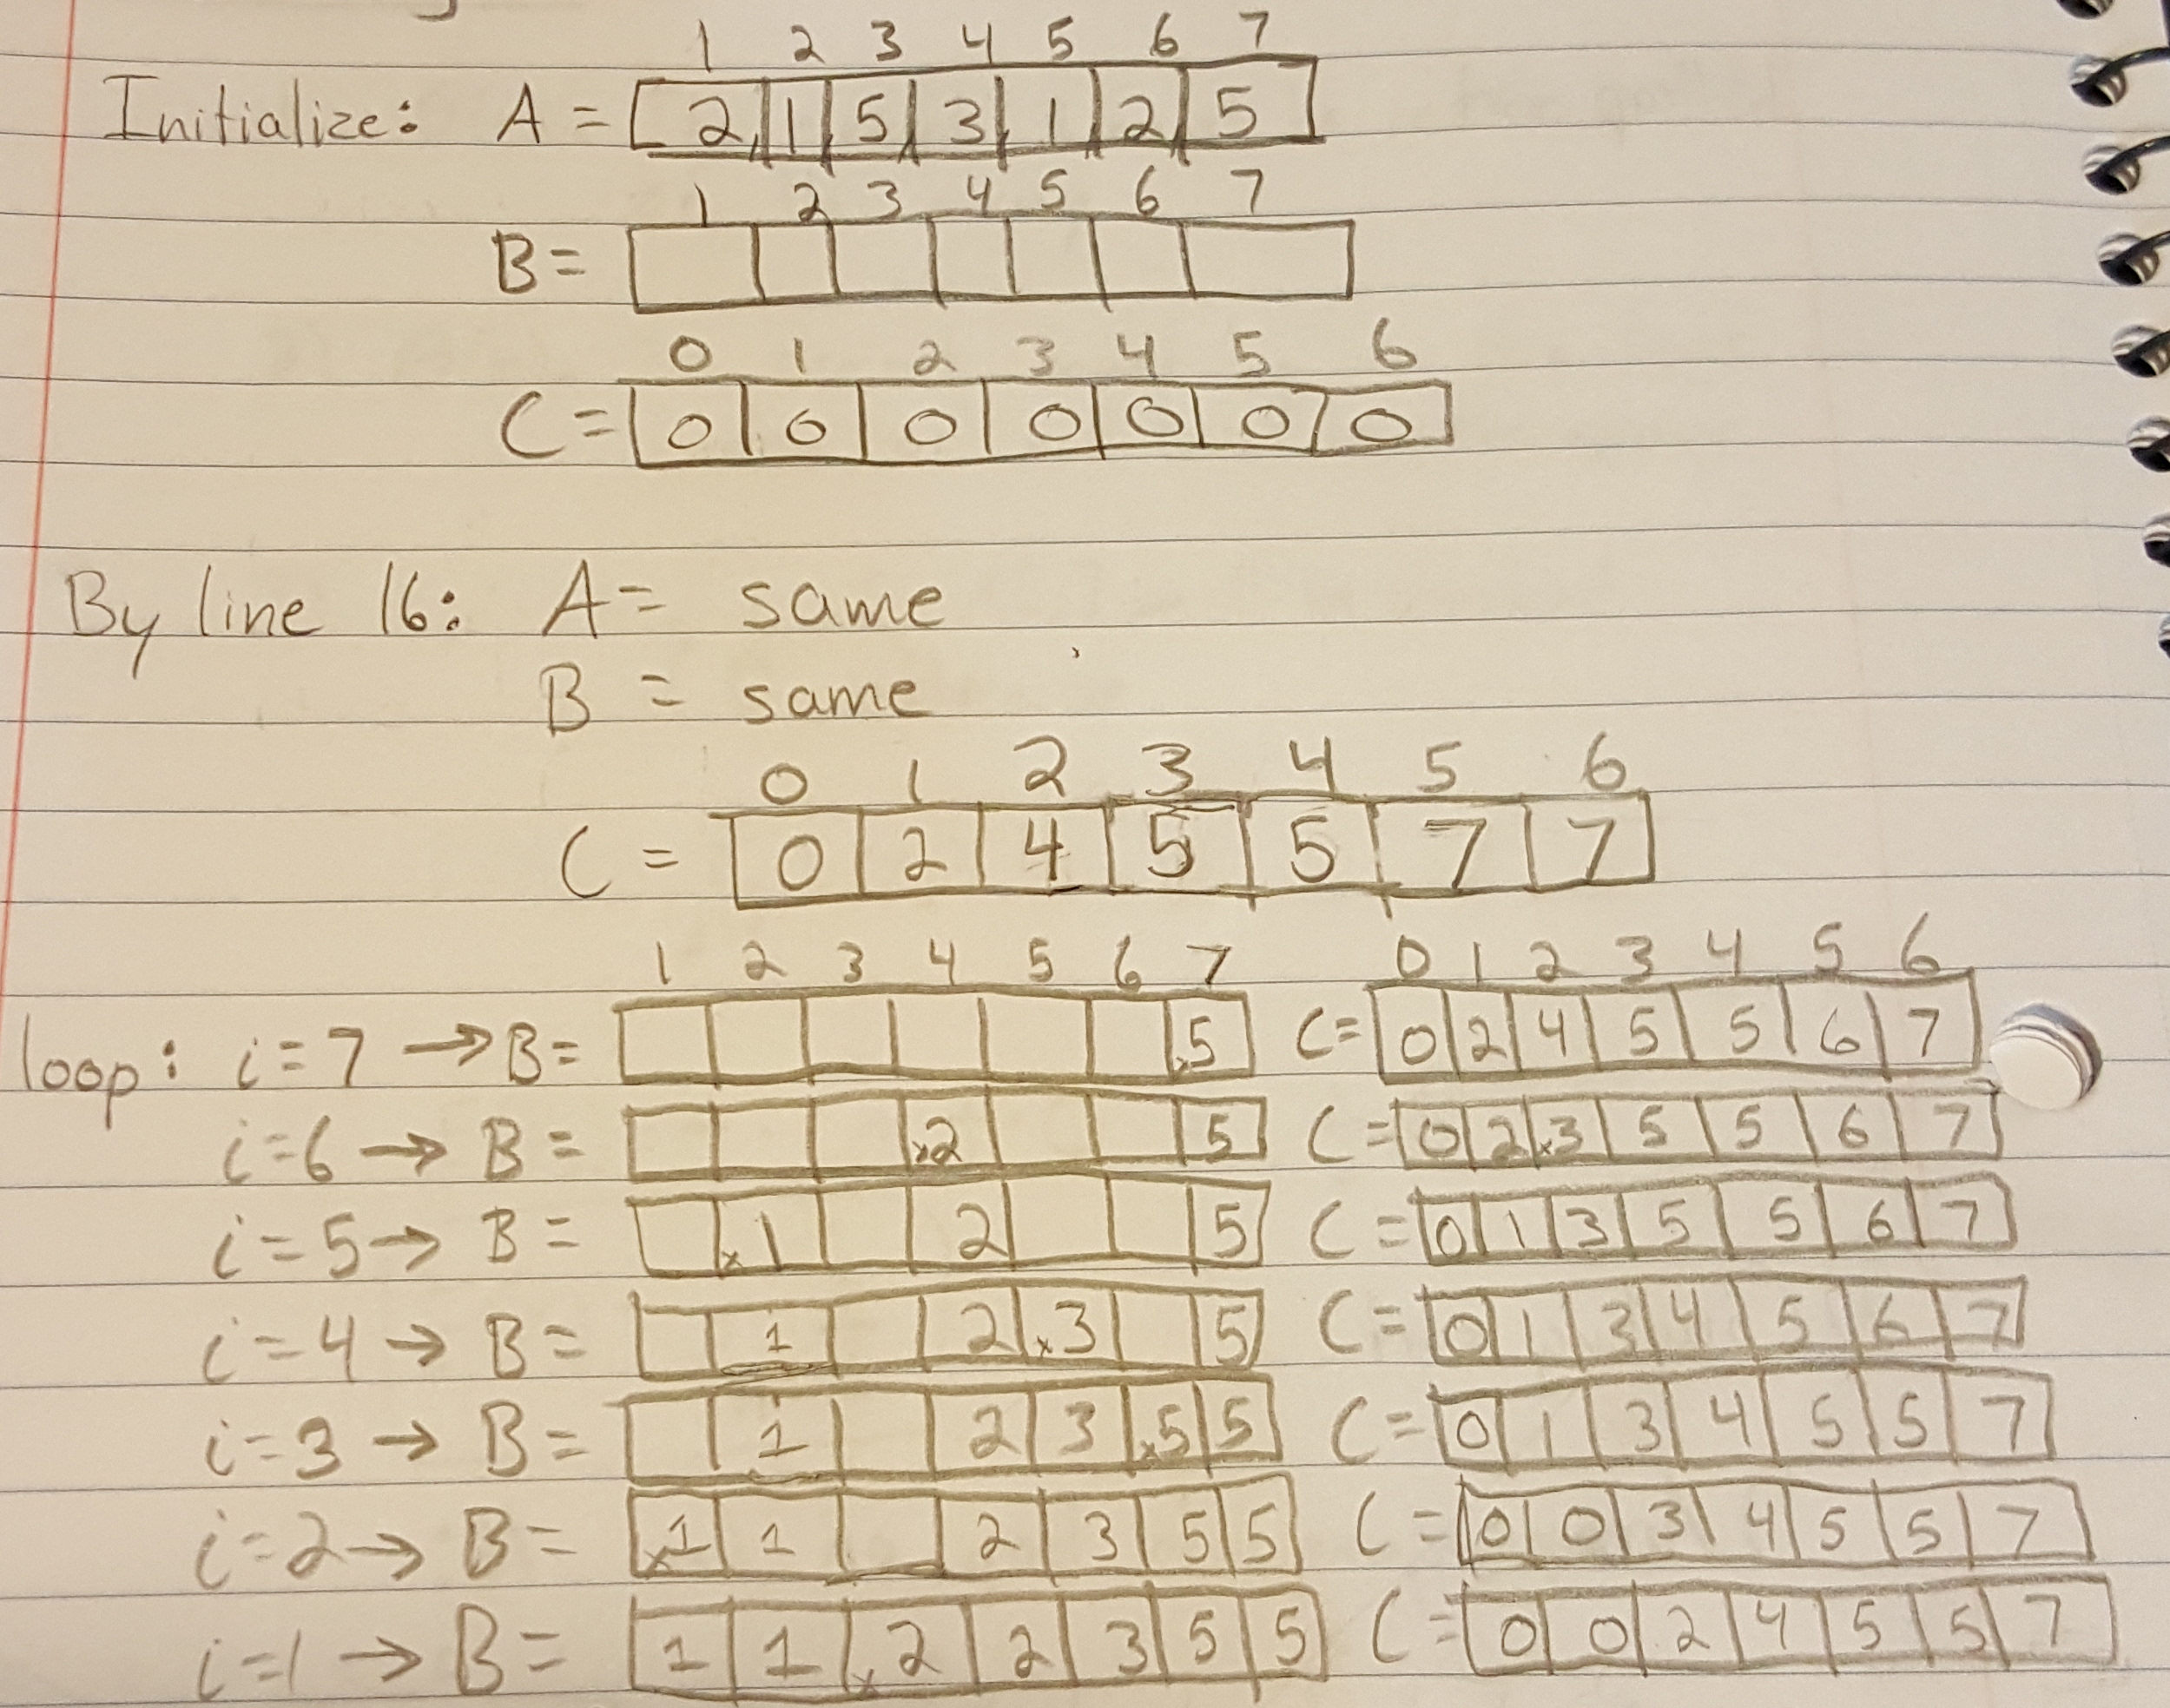 1 2 3 4 5 6 7
Initialize: A = 2 1 5 3 1 2 5
1 2 3 4 5 6 7
B =
0 1 2 3 4 5 6
C = 0 0 0 0 0 0 0
By line 16: A = same
B = same
0 1 2 3 4 5 6
C = 0 2 4 5 5 7 7
1 2 3 4 5 6 7 0 1 2 3 4 5 6
loop: i=7 → B = .5 C = 0 2 4 5 5 6 7
i=6 → B = x2 5 C = 0 2 x3 5 5 6 7
i=5 → B = x1 2 5 C = 0 1 3 5 5 6 7
i=4 → B = 1 2 x3 5 C = 0 1 3 4 5 6 7
i=3 → B = 1 2 3 x5 5 C = 0 1 3 4 5 5 7
i=2 → B = x1 1 2 3 5 5 C = 0 0 3 4 5 5 7
i=1 → B = 1 1 x2 2 3 5 5 C = 0 0 2 4 5 5 7